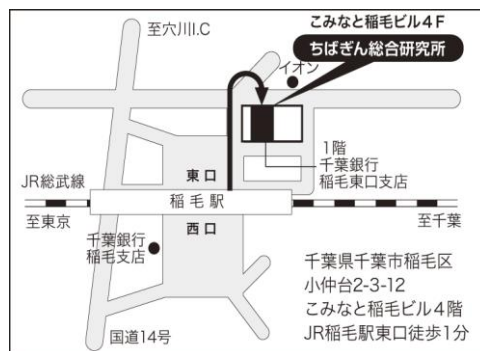 至穴川I.C
こみなと稲毛ビル4F
ちばぎん総合研究所
イオン
1階
千葉銀行
稲毛東口支店
東口
JR総武線
稲毛駅
至東京
至千葉
西口
千葉銀行
稲毛支店
国道14号
千葉県千葉市稲毛区
小仲台2-3-12
こみなと稲毛ビル4階
JR稲毛駅東口徒歩1分